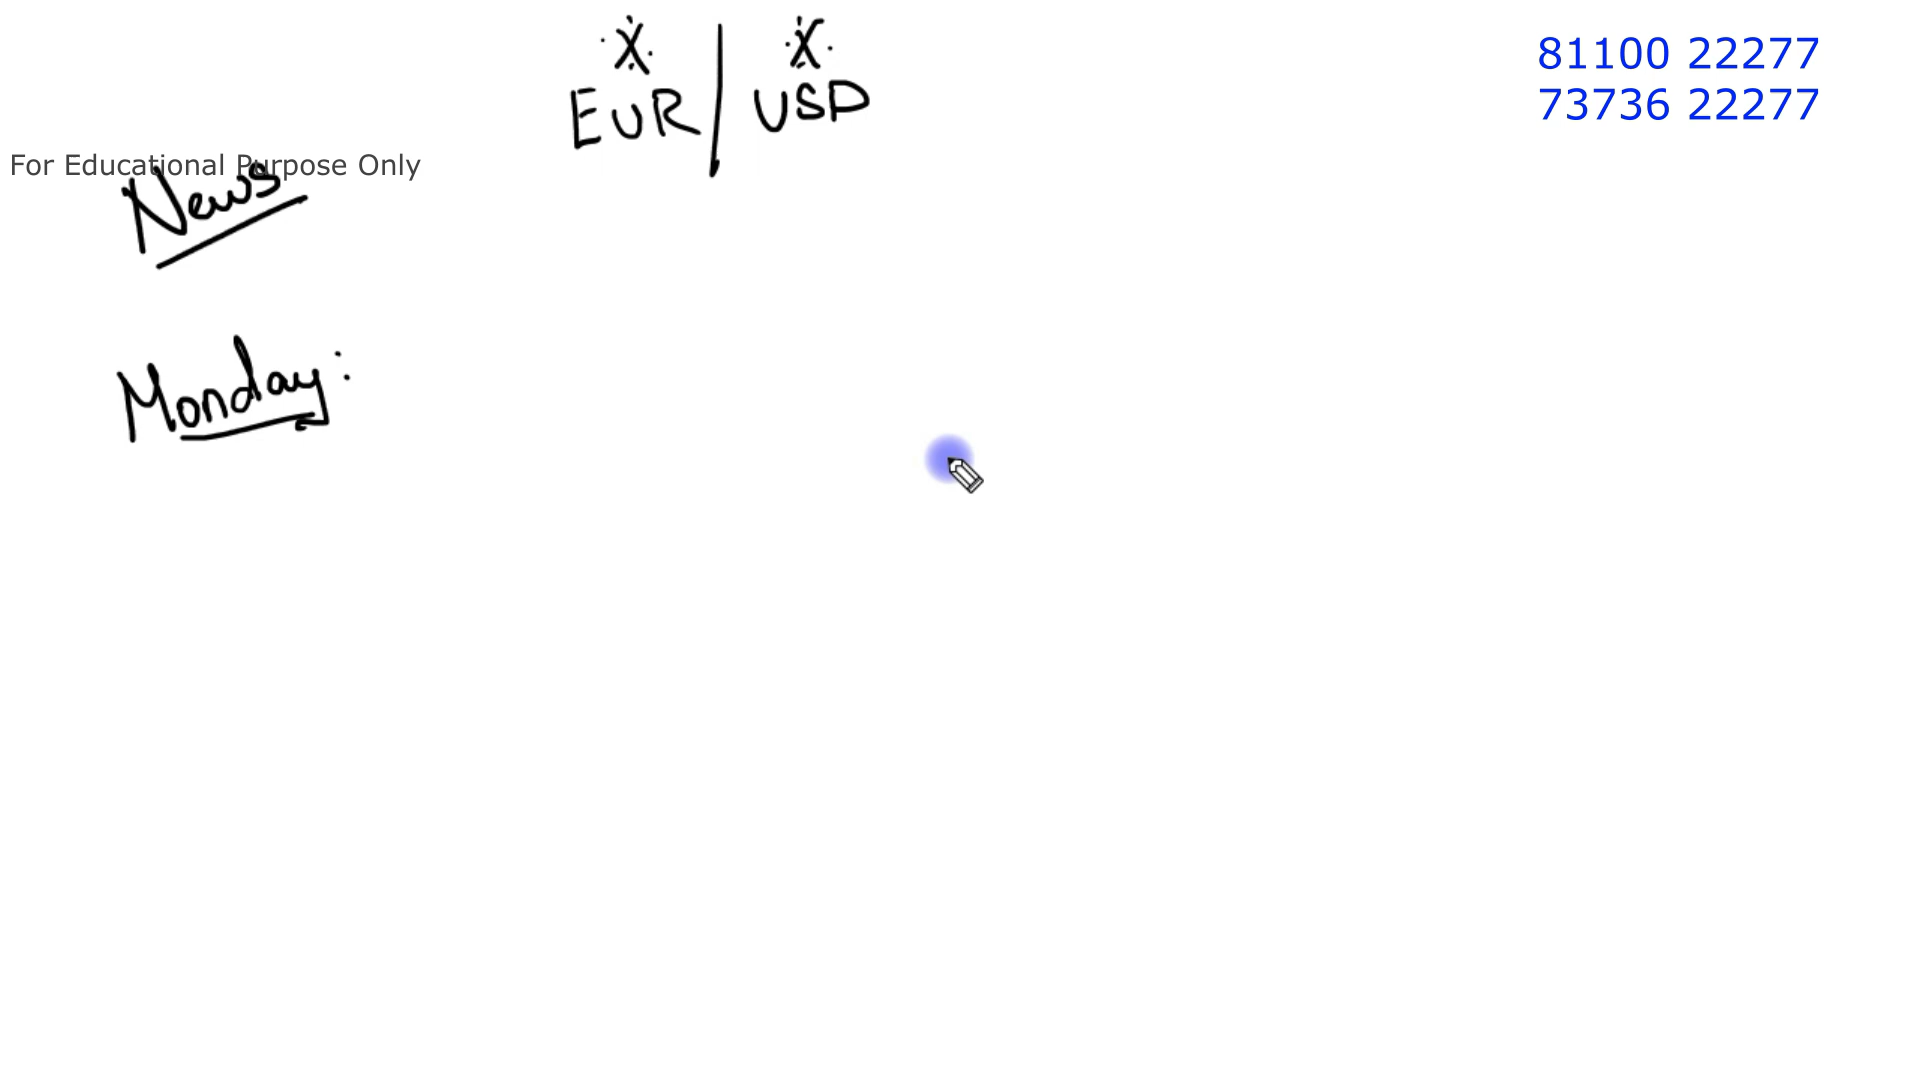 EUR / USD
81100 22277
73736 22277
For Educational Purpose Only
News
Monday: